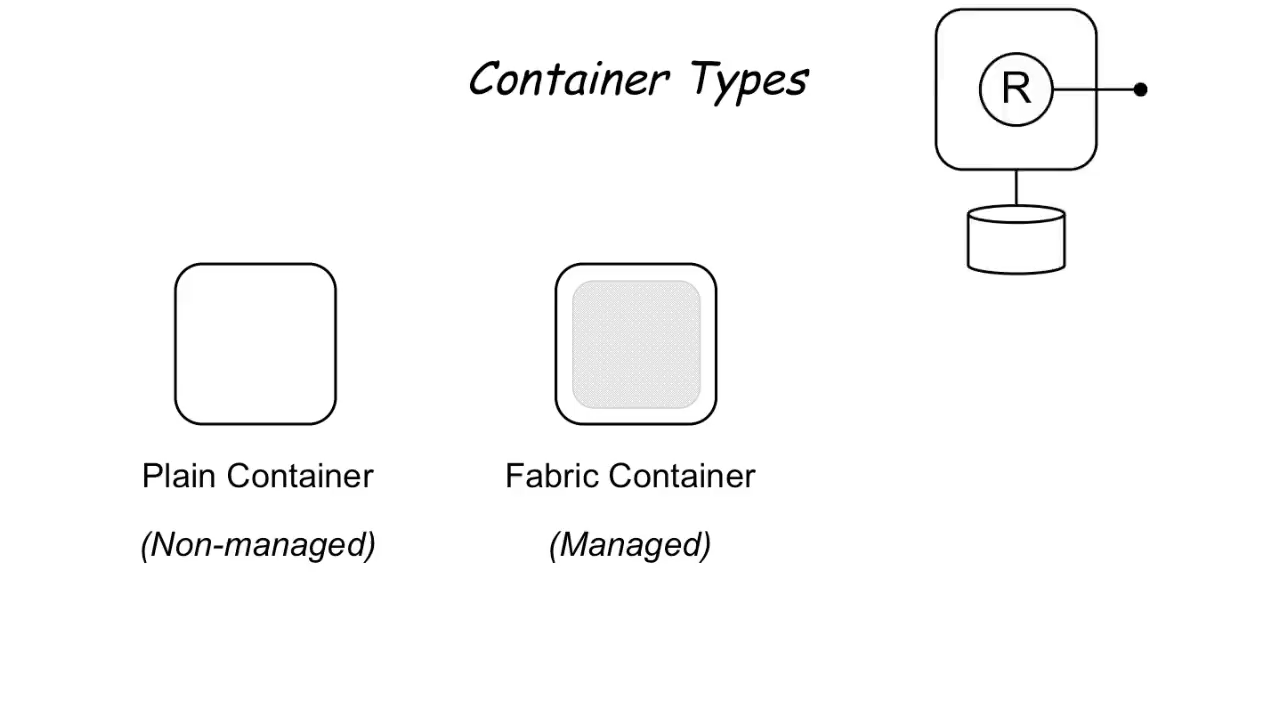 Container Types
R
Plain Container
Fabric Container
(Non-managed)
(Managed)